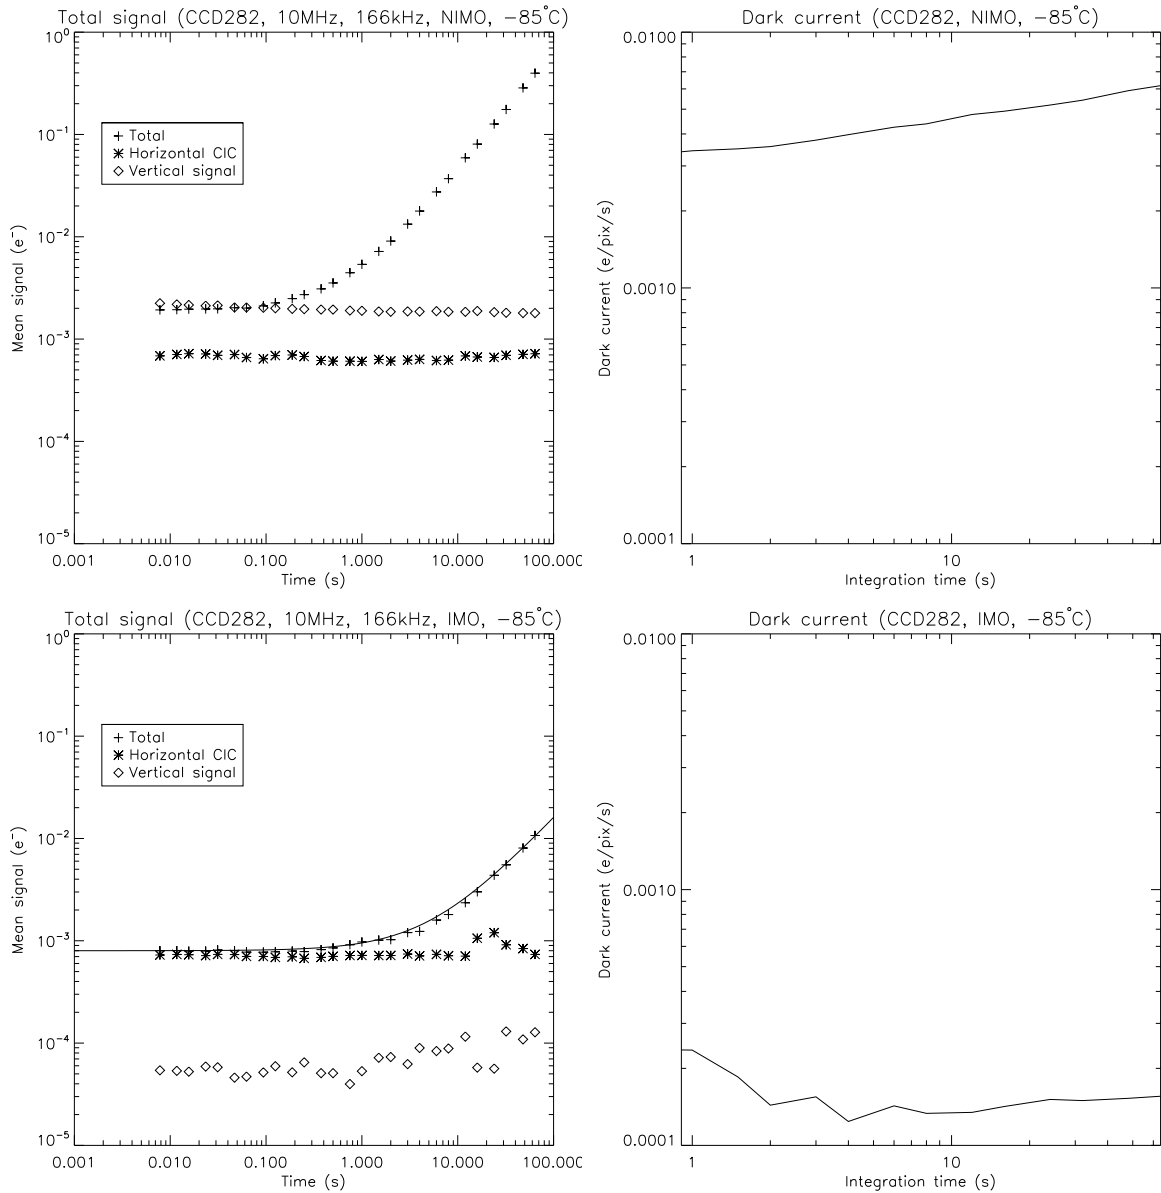 Total signal (CCD282, 10MHz, 166kHz, NIMO, −85°C)
10⁰
10⁻¹
10⁻²
10⁻³
10⁻⁴
10⁻⁵
Mean signal (e⁻)
Total
Horizontal CIC
Vertical signal
0.001 0.010 0.100 1.000 10.000 100.000
Time (s)
Dark current (CCD282, NIMO, −85°C)
0.0100
0.0010
0.0001
Dark current (e/pix/s)
1 10
Integration time (s)
Total signal (CCD282, 10MHz, 166kHz, IMO, −85°C)
10⁰
10⁻¹
10⁻²
10⁻³
10⁻⁴
10⁻⁵
Mean signal (e⁻)
Total
Horizontal CIC
Vertical signal
0.001 0.010 0.100 1.000 10.000 100.000
Time (s)
Dark current (CCD282, IMO, −85°C)
0.0100
0.0010
0.0001
Dark current (e/pix/s)
1 10
Integration time (s)